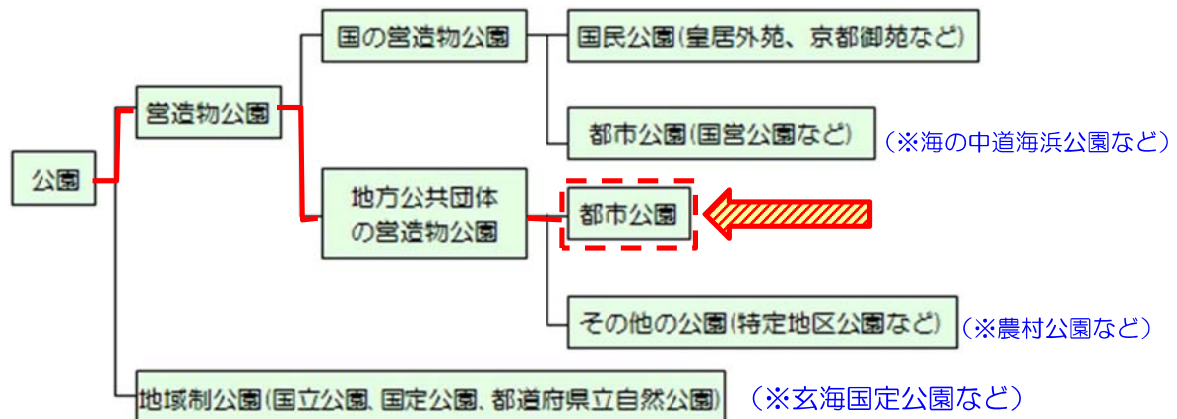 公園
営造物公園
国の営造物公園
国民公園(皇居外苑、京都御苑など)
都市公園(国営公園など)
(※海の中道海浜公園など)
地方公共団体
の営造物公園
都市公園
その他の公園(特定地区公園など)
(※農村公園など)
地域制公園(国立公園、国定公園、都道府県立自然公園)
(※玄海国定公園など)